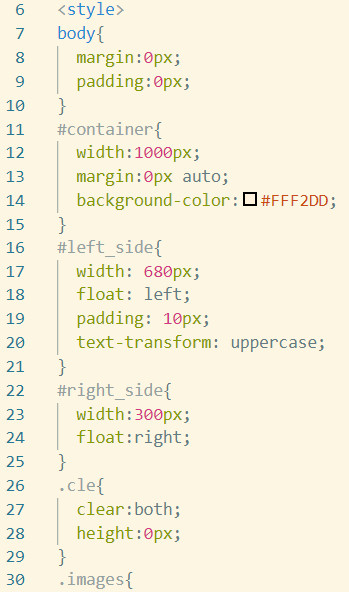 6 <style>
7 body{
8 margin:0px;
9 padding:0px;
10 }
11 #container{
12 width:1000px;
13 margin:0px auto;
14 background-color:#FFF2DD;
15 }
16 #left_side{
17 width: 680px;
18 float: left;
19 padding: 10px;
20 text-transform: uppercase;
21 }
22 #right_side{
23 width:300px;
24 float:right;
25 }
26 .cle{
27 clear:both;
28 height:0px;
29 }
30 .images{